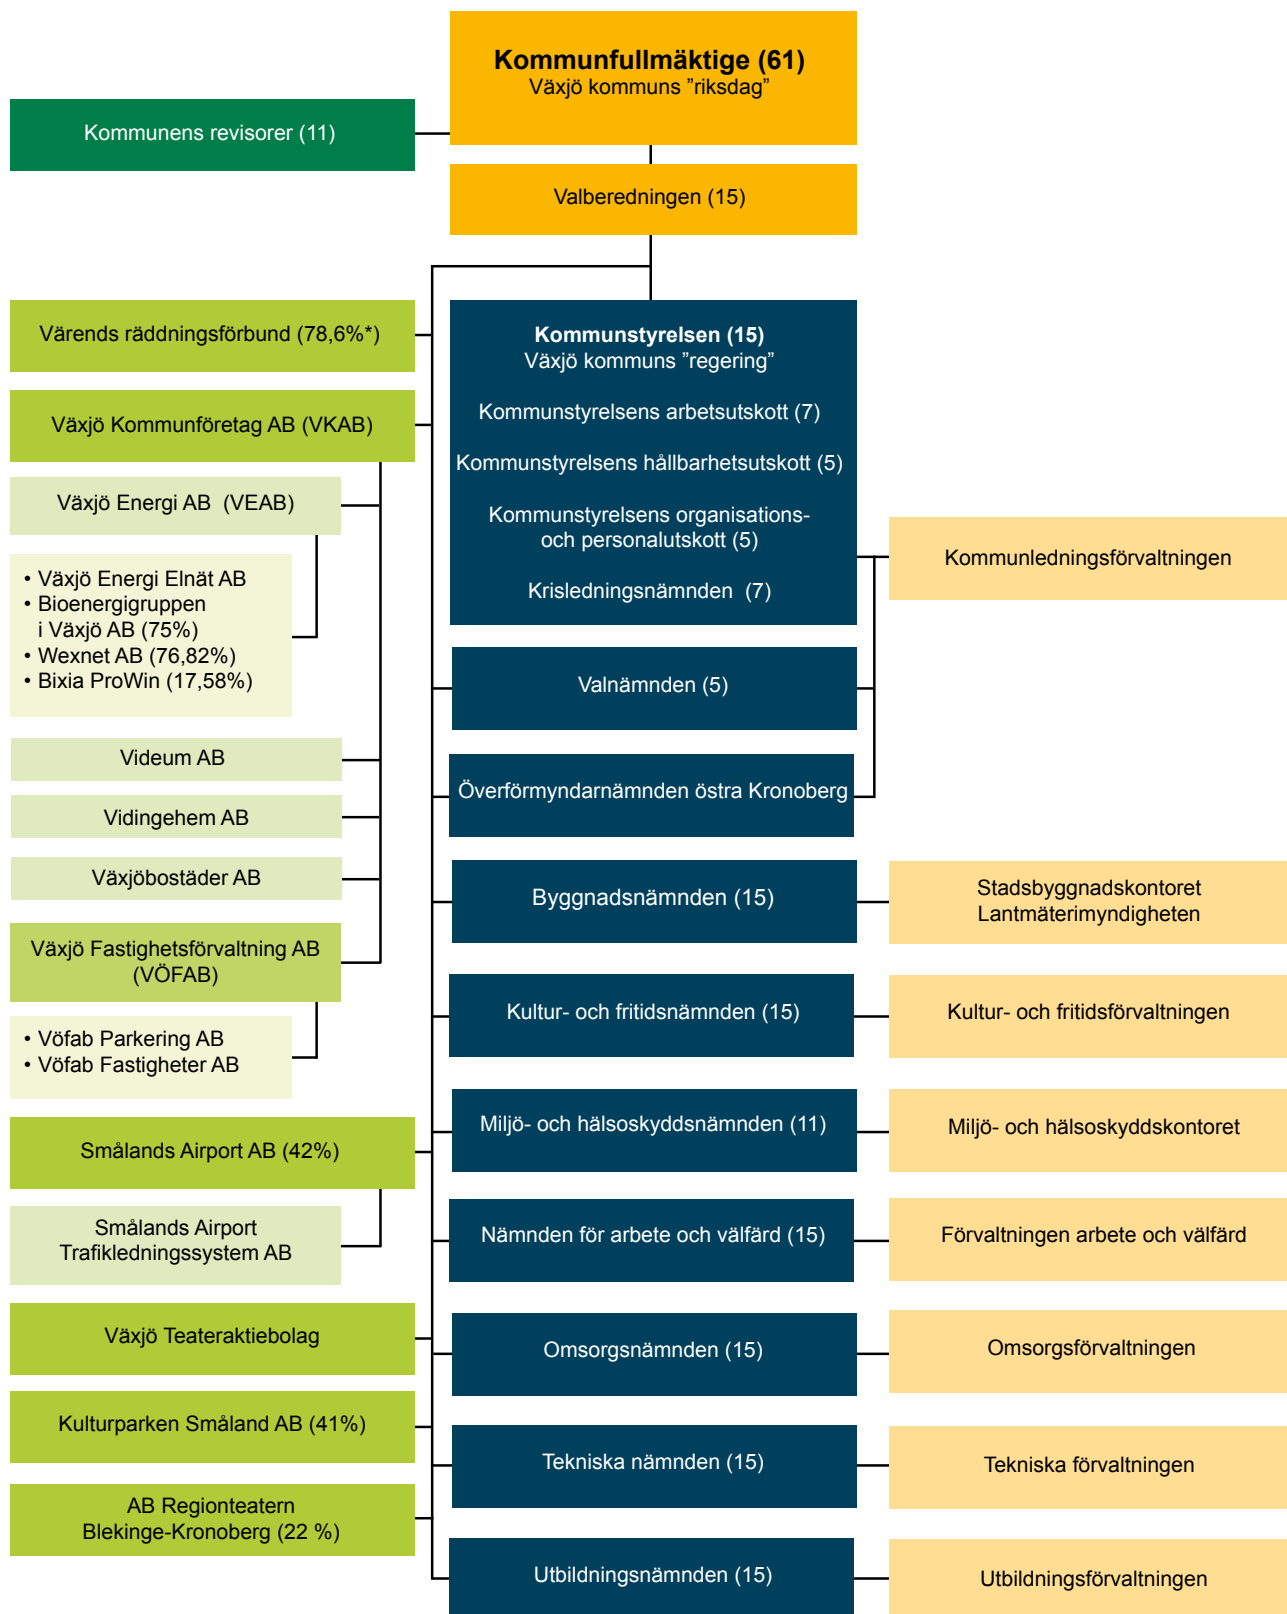 Kommunfullmäktige (61)
Växjö kommuns ”riksdag”
Kommunens revisorer (11)
Valberedningen (15)
Värends räddningsförbund (78,6%*)
Växjö Kommunföretag AB (VKAB)
Växjö Energi AB  (VEAB)
• Växjö Energi Elnät AB
• Bioenergigruppen
i Växjö AB (75%)
• Wexnet AB (76,82%)
• Bixia ProWin (17,58%)
Videum AB
Vidingehem AB
Växjöbostäder AB
Växjö Fastighetsförvaltning AB
(VÖFAB)
• Vöfab Parkering AB
• Vöfab Fastigheter AB
Smålands Airport AB (42%)
Smålands Airport
Trafikledningssystem AB
Växjö Teateraktiebolag
Kulturparken Småland AB (41%)
AB Regionteatern
Blekinge-Kronoberg (22 %)
Kommunstyrelsen (15)
Växjö kommuns ”regering”
Kommunstyrelsens arbetsutskott (7)
Kommunstyrelsens hållbarhetsutskott (5)
Kommunstyrelsens organisations-
och personalutskott (5)
Krisledningsnämnden  (7)
Valnämnden (5)
Överförmyndarnämnden östra Kronoberg
Kommunledningsförvaltningen
Byggnadsnämnden (15)
Stadsbyggnadskontoret
Lantmäterimyndigheten
Kultur- och fritidsnämnden (15)
Kultur- och fritidsförvaltningen
Miljö- och hälsoskyddsnämnden (11)
Miljö- och hälsoskyddskontoret
Nämnden för arbete och välfärd (15)
Förvaltningen arbete och välfärd
Omsorgsnämnden (15)
Omsorgsförvaltningen
Tekniska nämnden (15)
Tekniska förvaltningen
Utbildningsnämnden (15)
Utbildningsförvaltningen